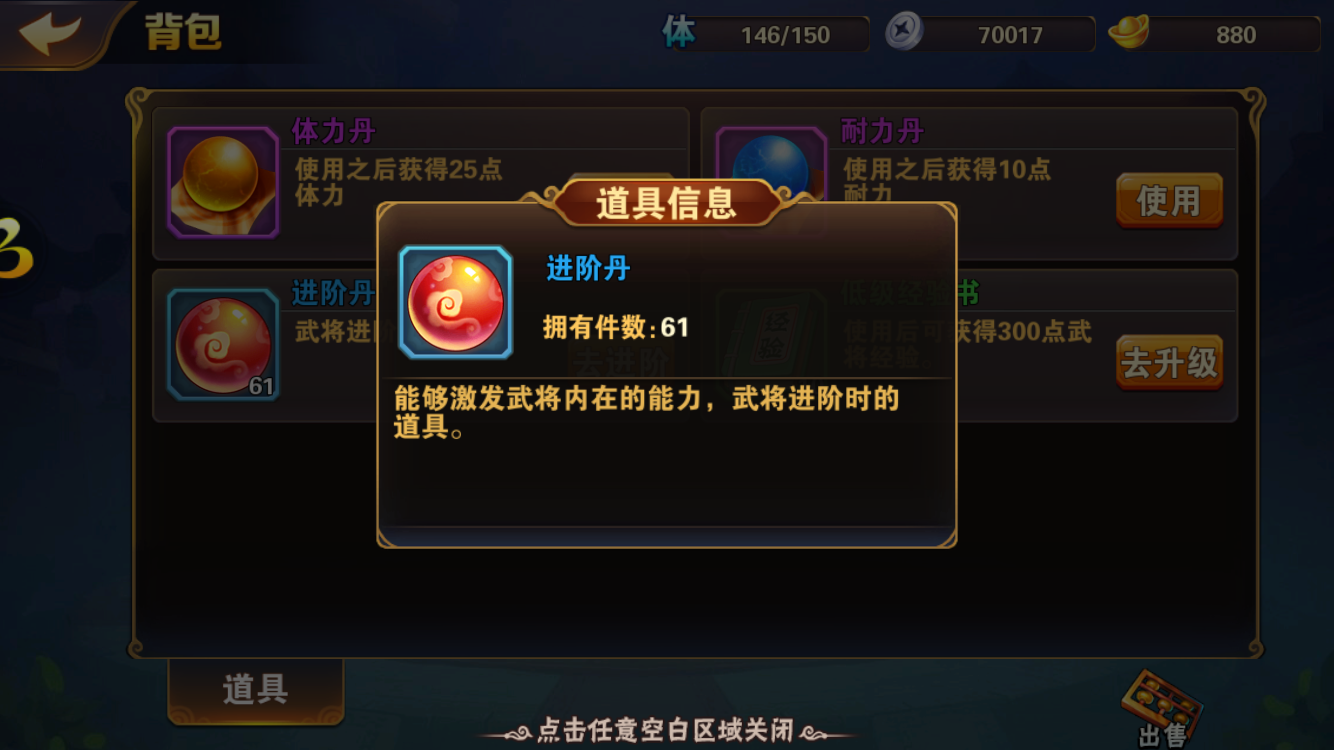 背包
体
146/150
70017
880
体力丹
使用之后获得25点
体力
耐力丹
使用之后获得10点
耐力
使用
进阶丹
武将进
61
去进阶
低级经验书
经验
使用后可获得300点武
将经验
去升级
道具信息
进阶丹
拥有件数:61
能够激发武将内在的能力，武将进阶时的
道具。
道具
点击任意空白区域关闭
出售